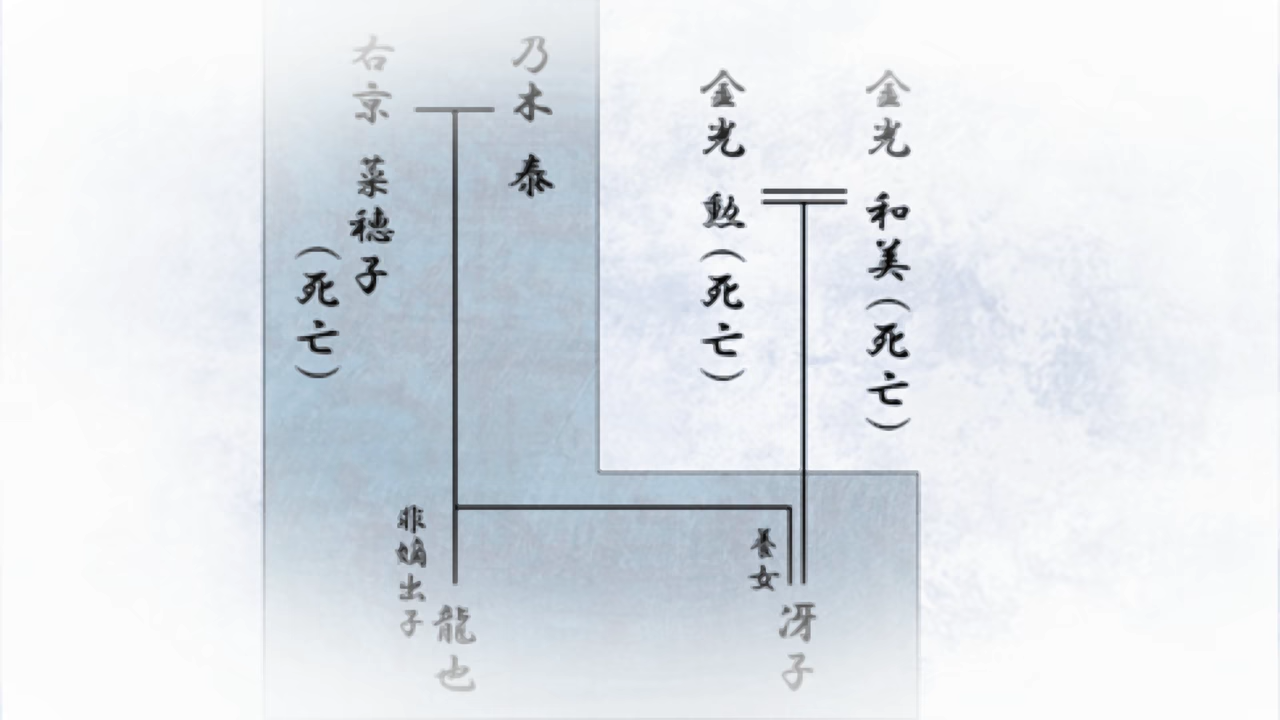 金光 和美(死亡)
金光 勲(死亡)
乃木 泰
右京 菜穂子
(死亡)
養女
冴子
非嫡出子
龍也